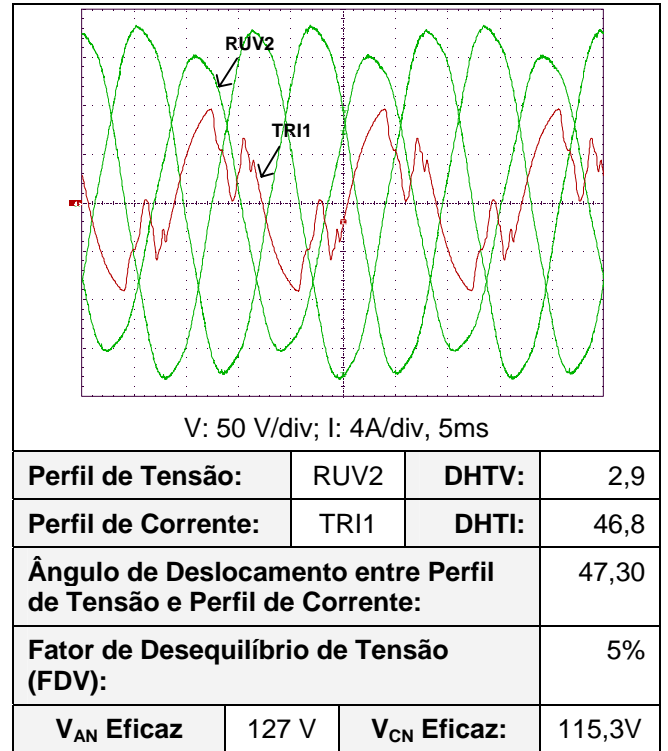 RUV2
TRI1
V: 50 V/div; I: 4A/div, 5ms
Perfil de Tensão: RUV2 DHTV: 2,9
Perfil de Corrente: TRI1 DHTI: 46,8
Ângulo de Deslocamento entre Perfil 47,30
de Tensão e Perfil de Corrente:
Fator de Desequilíbrio de Tensão 5%
(FDV):
VAN Eficaz 127 V VCN Eficaz: 115,3V